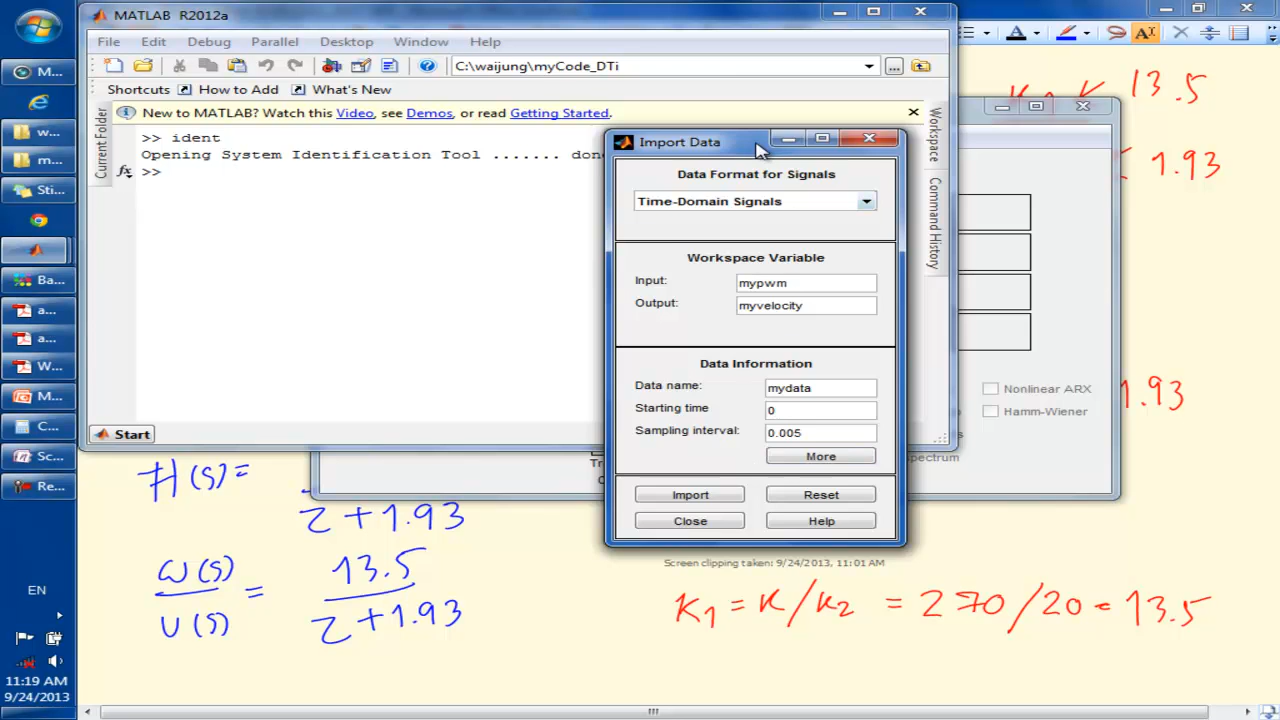 MATLAB R2012a
File Edit Debug Parallel Desktop Window Help
C:\waijung\myCode_DTi
...
Shortcuts How to Add What's New
New to MATLAB? Watch this Video, see Demos, or read Getting Started.
Current Folder
>> ident
Opening System Identification Tool ....... done
fx >>
Workspace
Command History
Start
Import Data
Data Format for Signals
Time-Domain Signals
Workspace Variable
Input: mypwm
Output: myvelocity
Data Information
Data name: mydata
Starting time 0
Sampling interval: 0.005
More
Import Reset
Close Help
Nonlinear ARX
Hamm-Wiener
13.5
1.93
1.93
H(s)=
z+1.93
ω(s) = 13.5
U(s) z+1.93
Screen clipping taken: 9/24/2013, 11:01 AM
K1 = K/K2 = 270/20 = 13.5
M...
w...
m...
Sti...
Ba...
a...
a...
W...
M...
C...
Sc...
Re...
EN
11:19 AM
9/24/2013